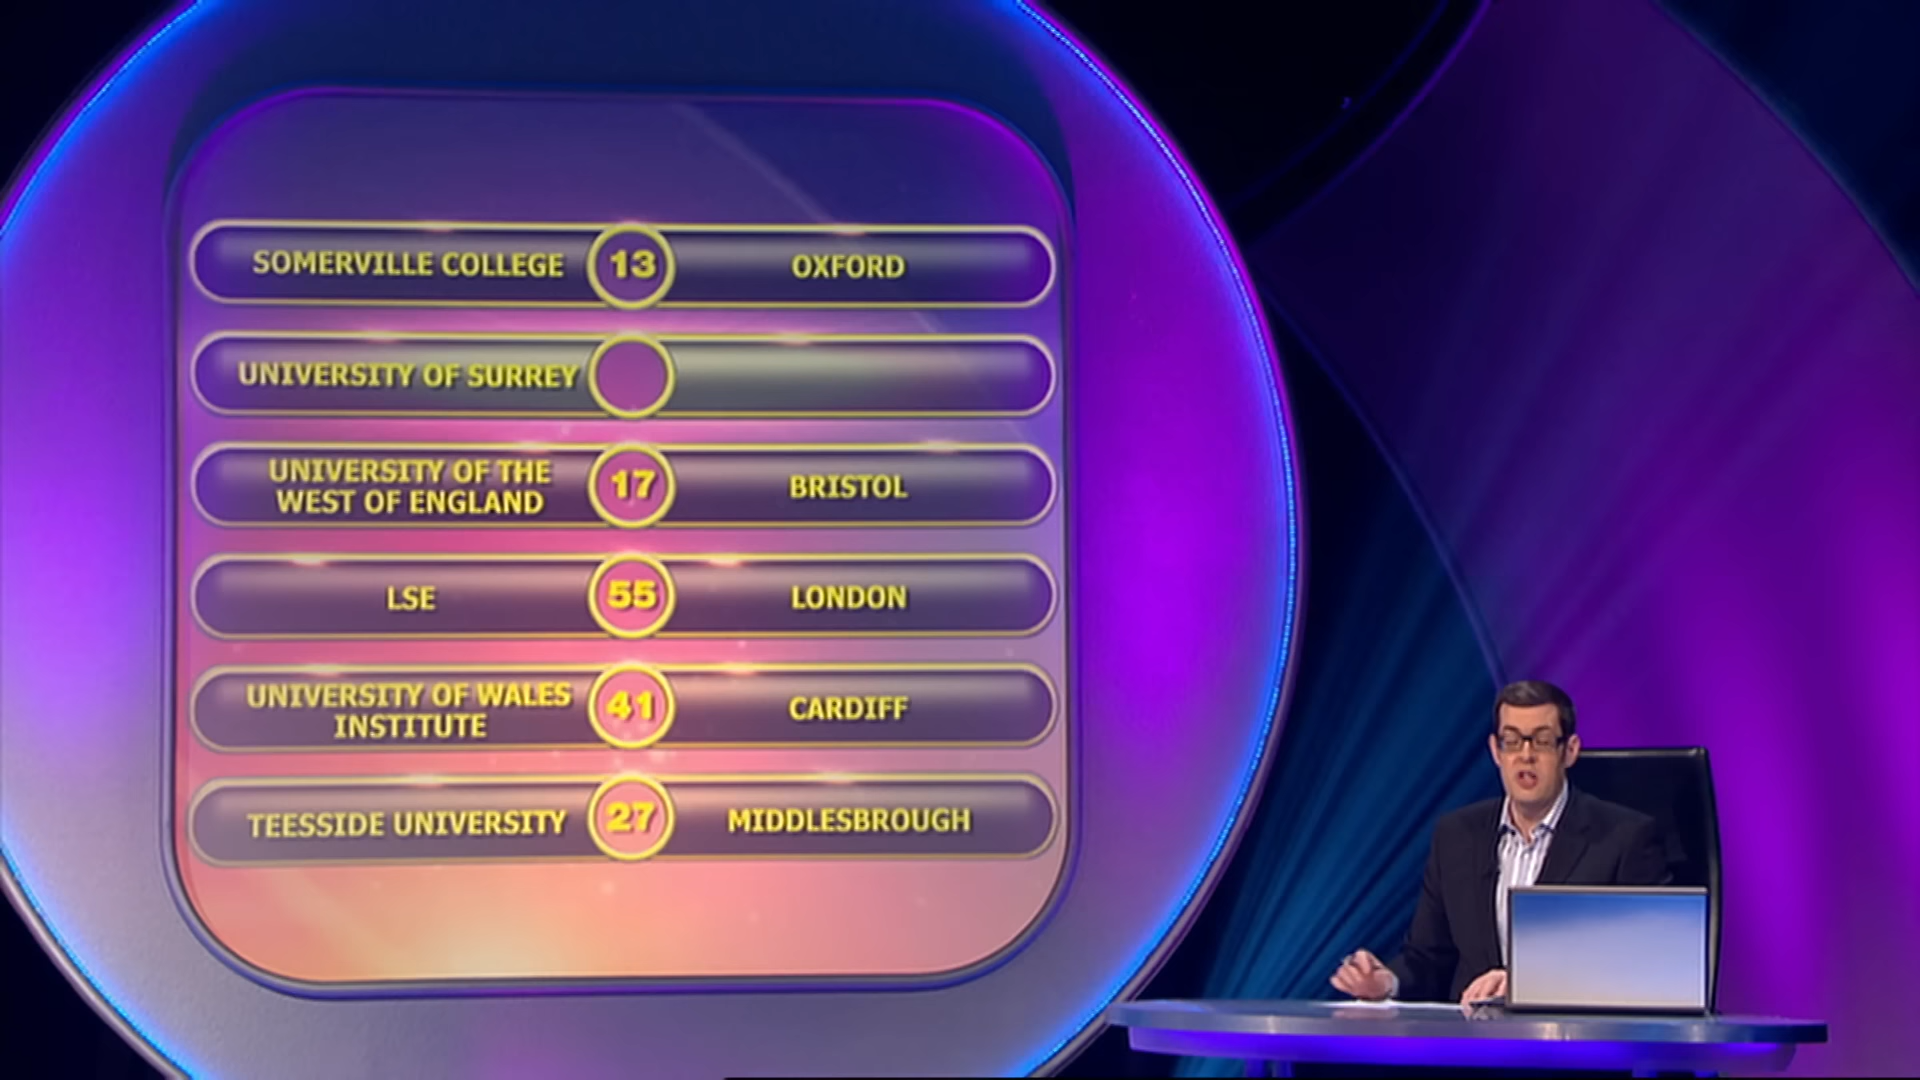 SOMERVILLE COLLEGE 13 OXFORD
UNIVERSITY OF SURREY
UNIVERSITY OF THE
WEST OF ENGLAND 17 BRISTOL
LSE 55 LONDON
UNIVERSITY OF WALES
INSTITUTE 41 CARDIFF
TEESSIDE UNIVERSITY 27 MIDDLESBROUGH